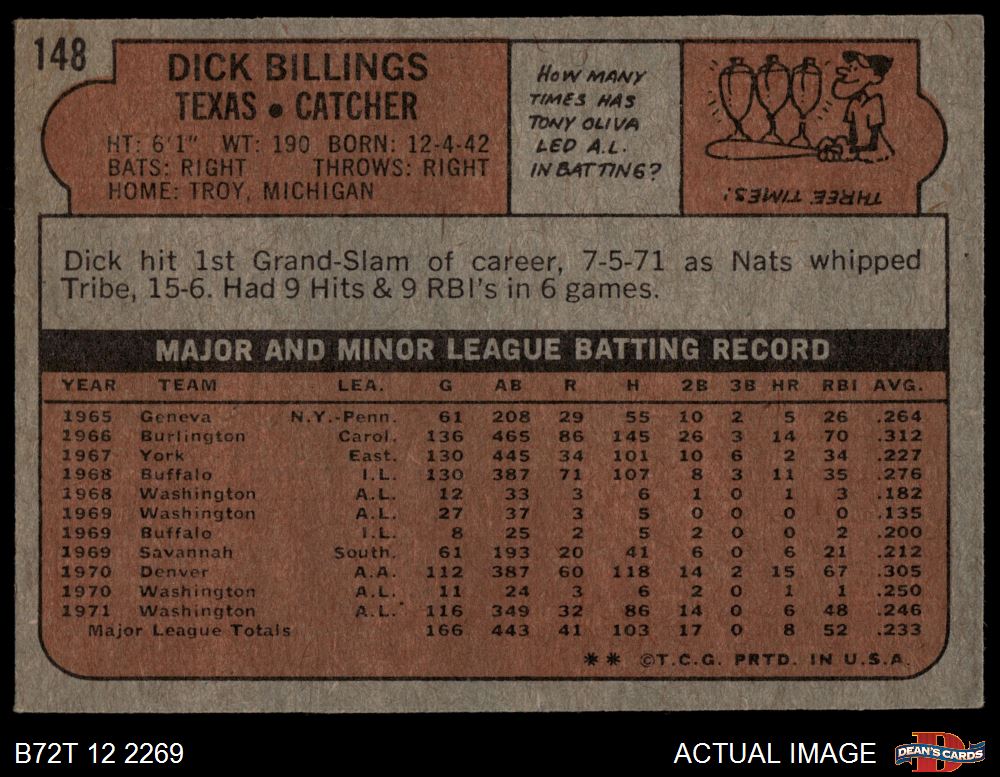 148
DICK BILLINGS
TEXAS • CATCHER
HT: 6'1" WT: 190 BORN: 12-4-42
BATS: RIGHT THROWS: RIGHT
HOME: TROY, MICHIGAN
HOW MANY
TIMES HAS
TONY OLIVA
LED A.L.
IN BATTING?
THREE TIMES!
Dick hit 1st Grand-Slam of career, 7-5-71 as Nats whipped
Tribe, 15-6. Had 9 Hits & 9 RBI's in 6 games.
MAJOR AND MINOR LEAGUE BATTING RECORD
YEAR TEAM LEA. G AB R H 2B 3B HR RBI AVG.
1965 Geneva N.Y.-Penn. 61 208 29 55 10 2 5 26 .264
1966 Burlington Carol. 136 465 86 145 26 3 14 70 .312
1967 York East. 130 445 34 101 10 6 2 34 .227
1968 Buffalo I.L. 130 387 71 107 8 3 11 35 .276
1968 Washington A.L. 12 33 3 6 1 0 1 3 .182
1969 Washington A.L. 27 37 3 5 0 0 0 0 .135
1969 Buffalo I.L. 8 25 2 5 2 0 0 2 .200
1969 Savannah South. 61 193 20 41 6 0 6 21 .212
1970 Denver A.A. 112 387 60 118 14 2 15 67 .305
1970 Washington A.L. 11 24 3 6 2 0 1 1 .250
1971 Washington A.L. 116 349 32 86 14 0 6 48 .246
Major League Totals 166 443 41 103 17 0 8 52 .233
** ©T.C.G. PRTD. IN U.S.A.
B72T 12 2269
ACTUAL IMAGE
DEAN'S CARDS